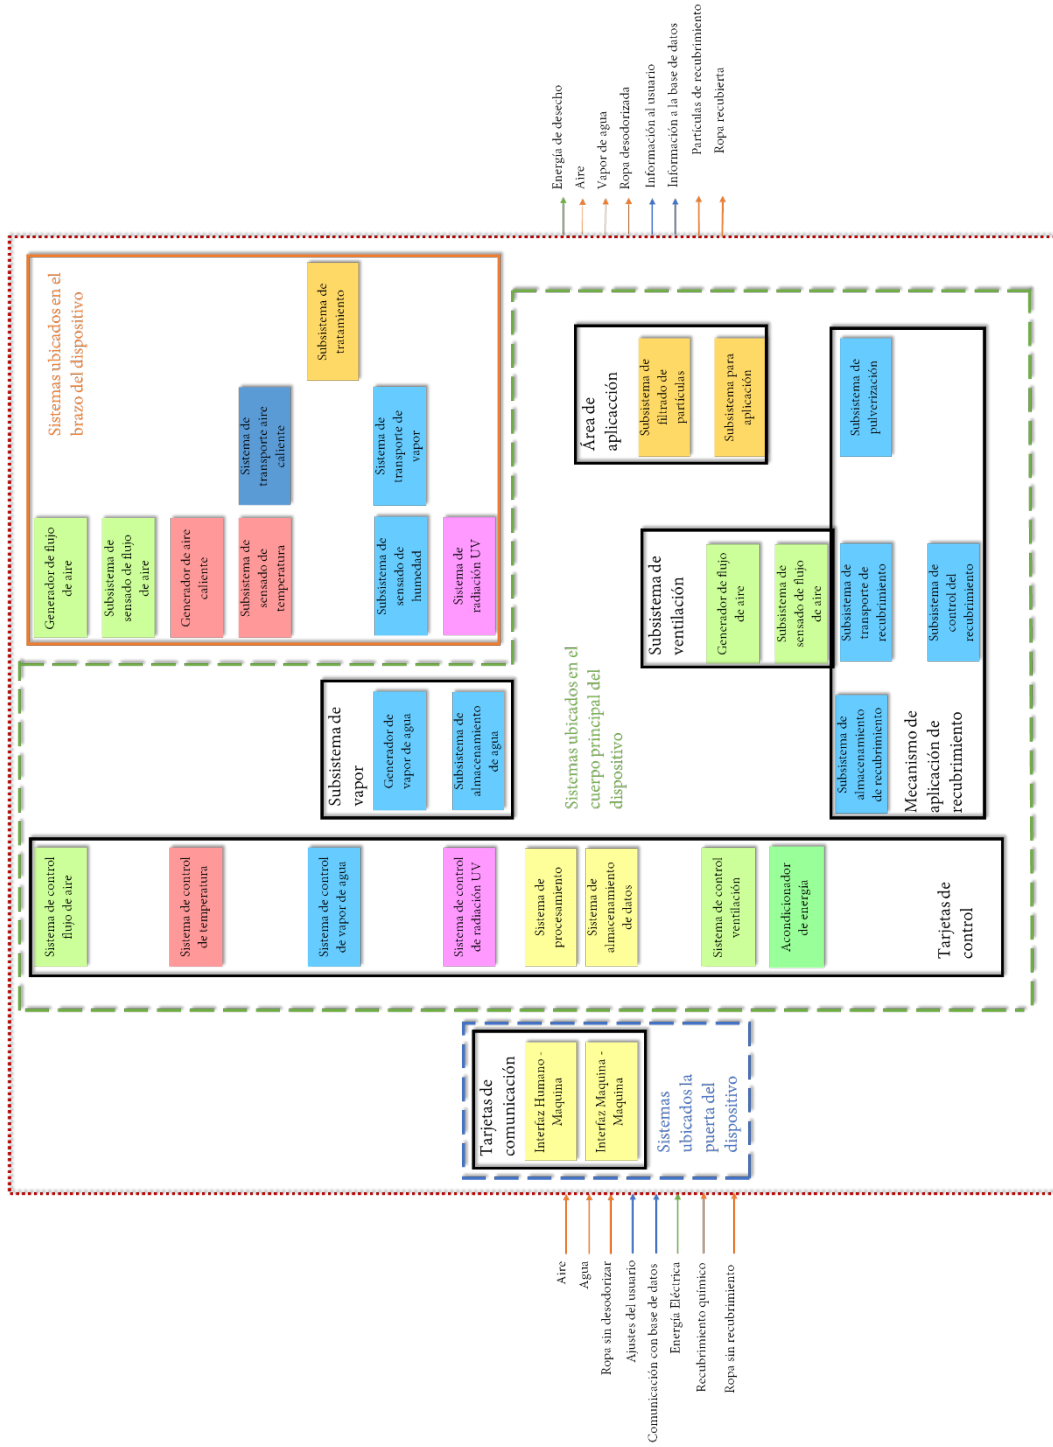 Aire
Agua
Ropa sin desodorizar
Ajustes del usuario
Comunicación con base de datos
Energía Eléctrica
Recubrimiento químico
Ropa sin recubrimiento
Tarjetas de
comunicación
Interfaz Humano -
Maquina
Interfaz Maquina -
Maquina
Sistemas
ubicados la
puerta del
dispositivo
Sistema de control
flujo de aire
Sistema de control
de temperatura
Sistema de control
de vapor de agua
Sistema de control
de radiación UV
Sistema de
procesamiento
Sistema de
almacenamiento
de datos
Sistema de control
ventilación
Acondicionador
de energía
Tarjetas de
control
Subsistema de
vapor
Generador de
vapor de agua
Subsistema de
almacenamiento
de agua
Sistemas ubicados en el
cuerpo principal del
dispositivo
Subsistema de
almacenamiento
de recubrimiento
Mecanismo de
aplicación de
recubrimiento
Subsistema de
ventilación
Generador de flujo
de aire
Subsistema de
sensado de flujo
de aire
Subsistema de
transporte de
recubrimiento
Subsistema de
control del
recubrimiento
Área de
aplicacción
Subsistema de
filtrado de
partículas
Subsistema para
aplicación
Subsistema de
pulverización
Sistemas ubicados en el
brazo del dispositivo
Generador de flujo
de aire
Subsistema de
sensado de flujo
de aire
Generador de aire
caliente
Subsistema de
sensado de
temperatura
Subsistema de
sensado de
humedad
Sistema de
radiación UV
Sistema de
transporte aire
caliente
Sistema de
transporte de
vapor
Subsistema de
tratamiento
Energía de desecho
Aire
Vapor de agua
Ropa desodorizada
Información al usuario
Información a la base de datos
Partículas de recubrimiento
Ropa recubierta